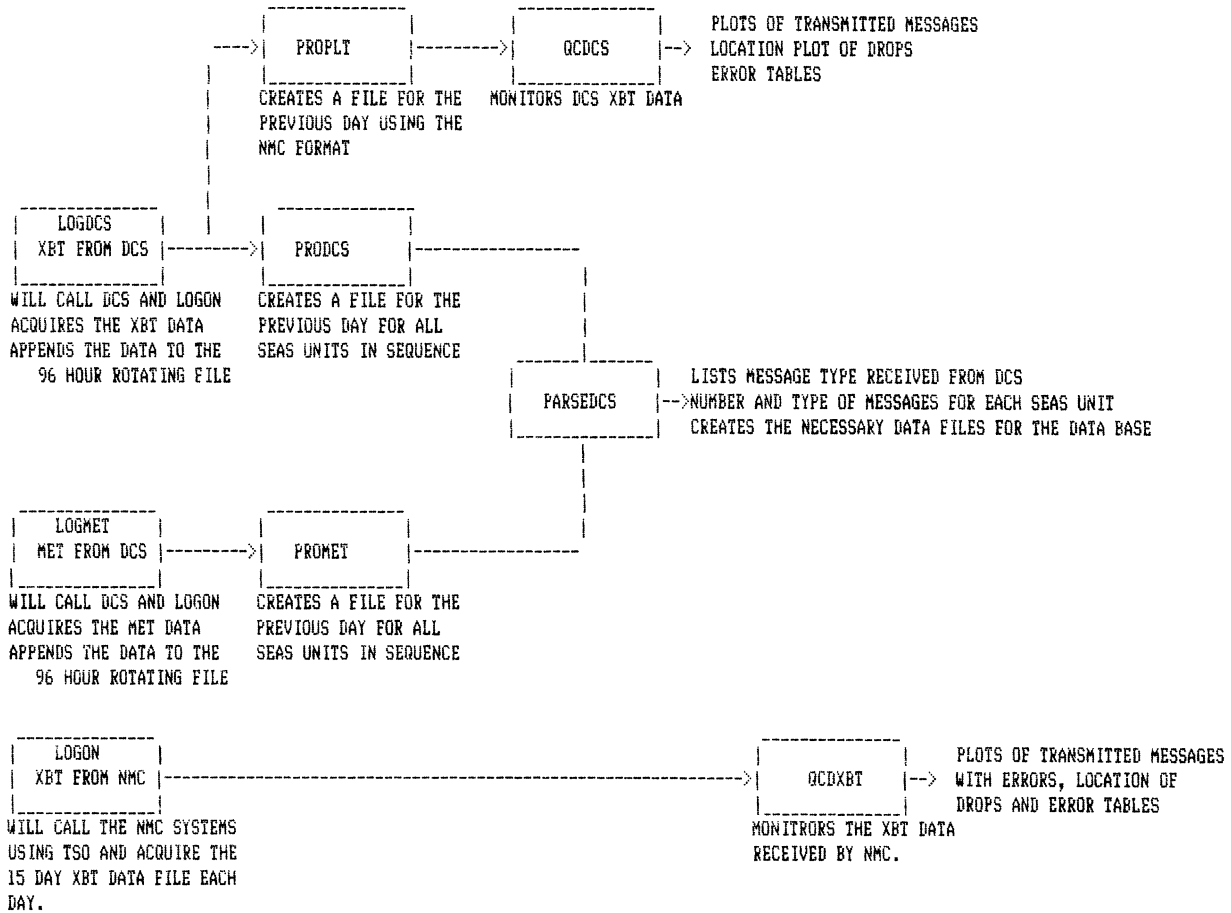 PROPLT
QCDCS
PLOTS OF TRANSMITTED MESSAGES
LOCATION PLOT OF DROPS
ERROR TABLES
CREATES A FILE FOR THE
PREVIOUS DAY USING THE
NMC FORMAT
MONITORS DCS XBT DATA
LOGDCS
XBT FROM DCS
PRODCS
WILL CALL DCS AND LOGON
ACQUIRES THE XBT DATA
APPENDS THE DATA TO THE
96 HOUR ROTATING FILE
CREATES A FILE FOR THE
PREVIOUS DAY FOR ALL
SEAS UNITS IN SEQUENCE
PARSEDCS
LISTS MESSAGE TYPE RECEIVED FROM DCS
NUMBER AND TYPE OF MESSAGES FOR EACH SEAS UNIT
CREATES THE NECESSARY DATA FILES FOR THE DATA BASE
LOGMET
MET FROM DCS
PROMET
WILL CALL DCS AND LOGON
ACQUIRES THE MET DATA
APPENDS THE DATA TO THE
96 HOUR ROTATING FILE
CREATES A FILE FOR THE
PREVIOUS DAY FOR ALL
SEAS UNITS IN SEQUENCE
LOGON
XBT FROM NMC
QCDXBT
PLOTS OF TRANSMITTED MESSAGES
WITH ERRORS, LOCATION OF
DROPS AND ERROR TABLES
WILL CALL THE NMC SYSTEMS
USING TSO AND ACQUIRE THE
15 DAY XBT DATA FILE EACH
DAY.
MONITRORS THE XBT DATA
RECEIVED BY NMC.